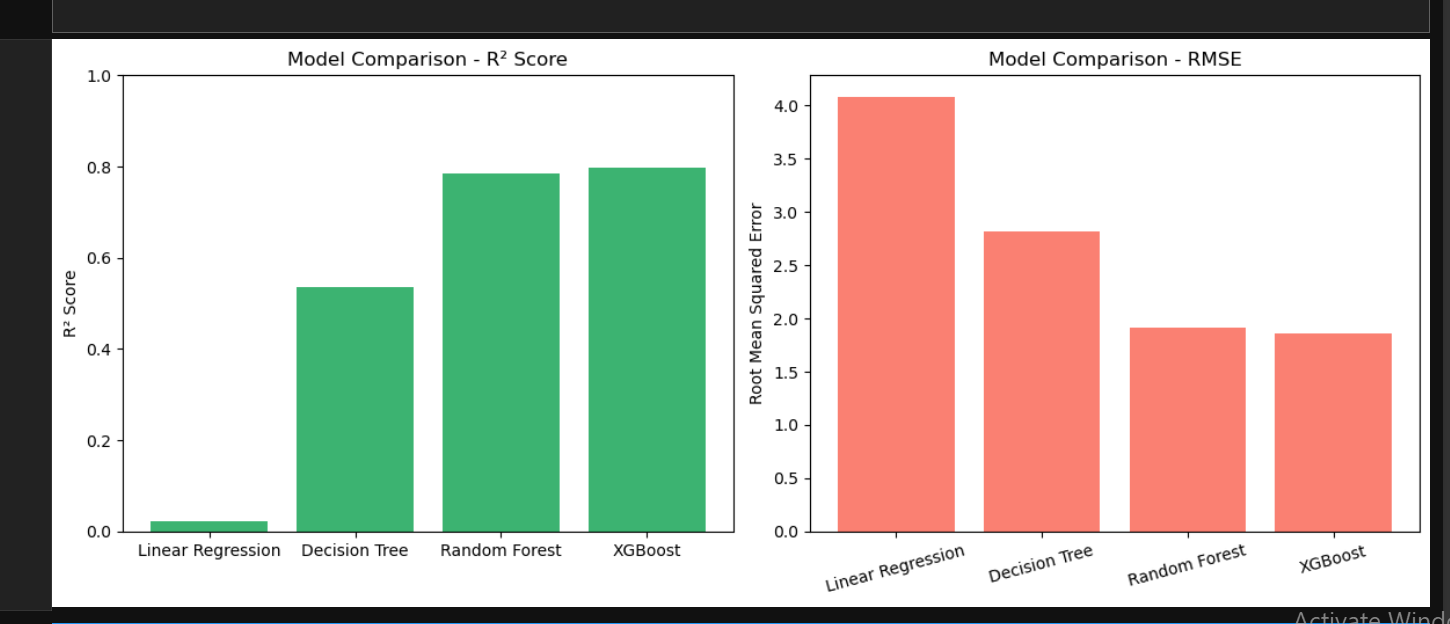 Model Comparison - R² Score
1.0
0.8
0.6
0.4
0.2
0.0
R² Score
Linear Regression Decision Tree Random Forest XGBoost
Model Comparison - RMSE
4.0
3.5
3.0
2.5
2.0
1.5
1.0
0.5
0.0
Root Mean Squared Error
Linear Regression Decision Tree Random Forest XGBoost
Activate Wind